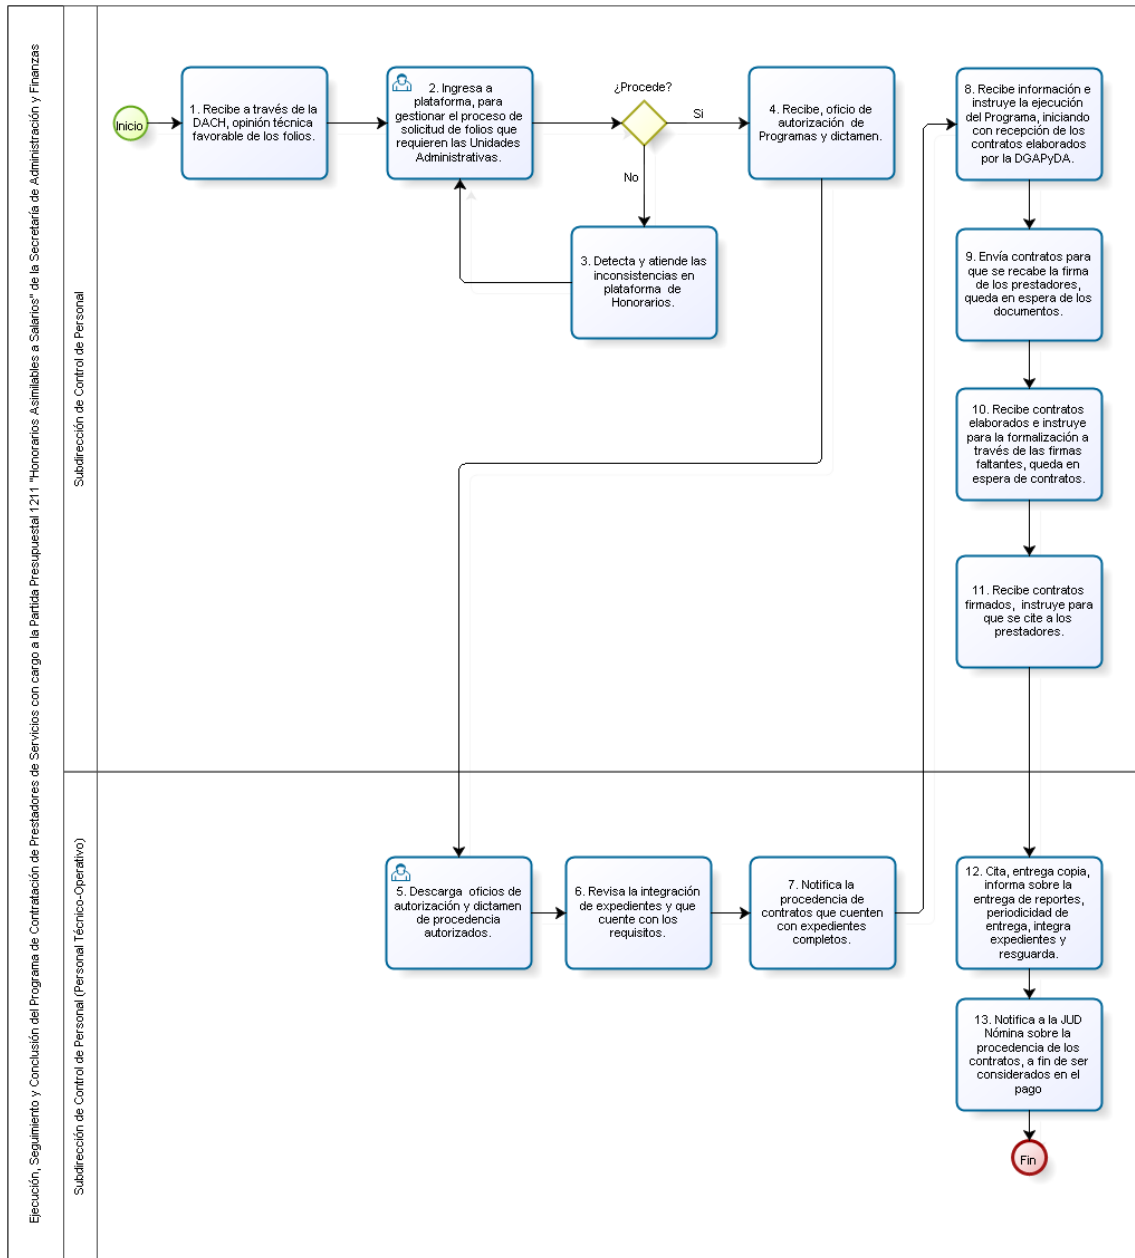 Ejecución, Seguimiento y Conclusión del Programa de Contratación de Prestadores de Servicios con cargo a la Partida Presupuestal 1211 "Honorarios Asimilables a Salarios" de la Secretaría de Administración y Finanzas
Subdirección de Control de Personal
Inicio
1. Recibe a través de la
DACH, opinión técnica
favorable de los folios.
2. Ingresa a
plataforma, para
gestionar el proceso de
solicitud de folios que
requieren las Unidades
Administrativas.
¿Procede?
Si
No
3. Detecta y atiende las
inconsistencias en
plataforma de
Honorarios.
4. Recibe, oficio de
autorización de
Programas y dictamen.
8. Recibe información e
instruye la ejecución
del Programa, iniciando
con recepción de los
contratos elaborados
por la DGAPyDA.
9. Envía contratos para
que se recabe la firma
de los prestadores,
queda en espera de los
documentos.
10. Recibe contratos
elaborados e instruye
para la formalización a
través de las firmas
faltantes, queda en
espera de contratos.
11. Recibe contratos
firmados, instruye para
que se cite a los
prestadores.
Subdirección de Control de Personal (Personal Técnico-Operativo)
5. Descarga oficios de
autorización y dictamen
de procedencia
autorizados.
6. Revisa la integración
de expedientes y que
cuente con los
requisitos.
7. Notifica la
procedencia de
contratos que cuenten
con expedientes
completos.
12. Cita, entrega copia,
informa sobre la
entrega de reportes,
periodicidad de
entrega, integra
expedientes y
resguarda.
13. Notifica a la JUD
Nómina sobre la
procedencia de los
contratos, a fin de ser
considerados en el
pago
Fin